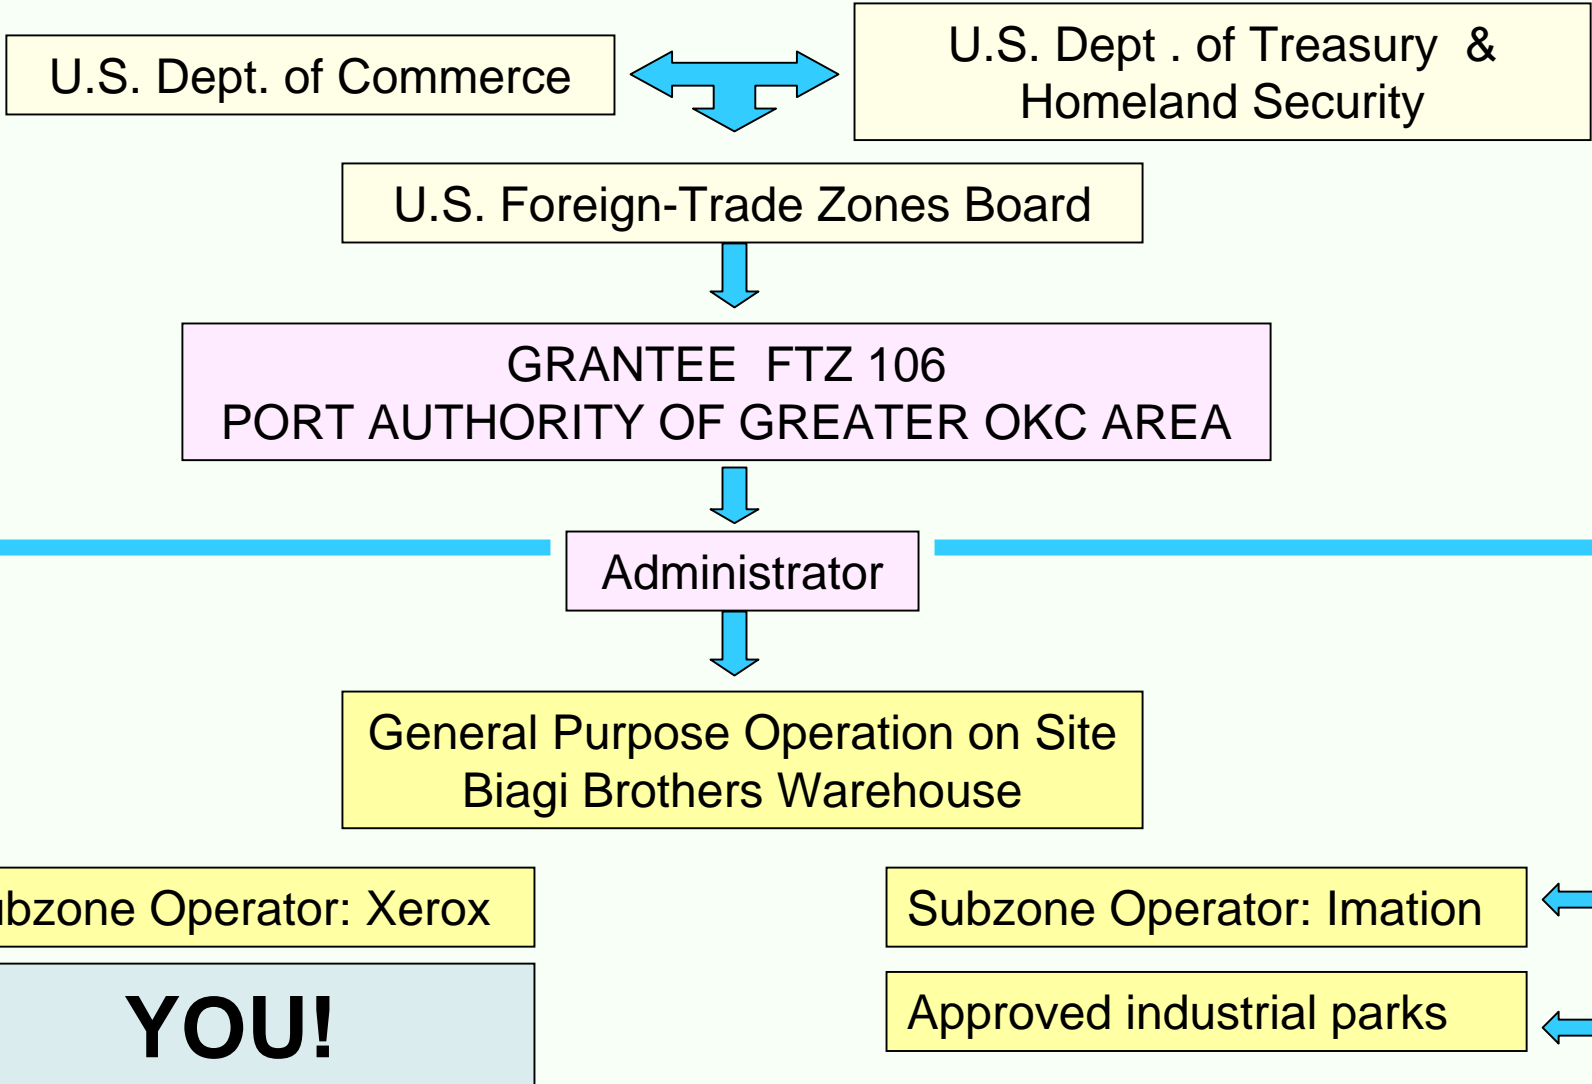 U.S. Dept. of Commerce
U.S. Dept . of Treasury &
Homeland Security
U.S. Foreign-Trade Zones Board
GRANTEE FTZ 106
PORT AUTHORITY OF GREATER OKC AREA
Administrator
General Purpose Operation on Site
Biagi Brothers Warehouse
Operator: Xerox
Subzone Operator: Imation
YOU!
Approved industrial parks